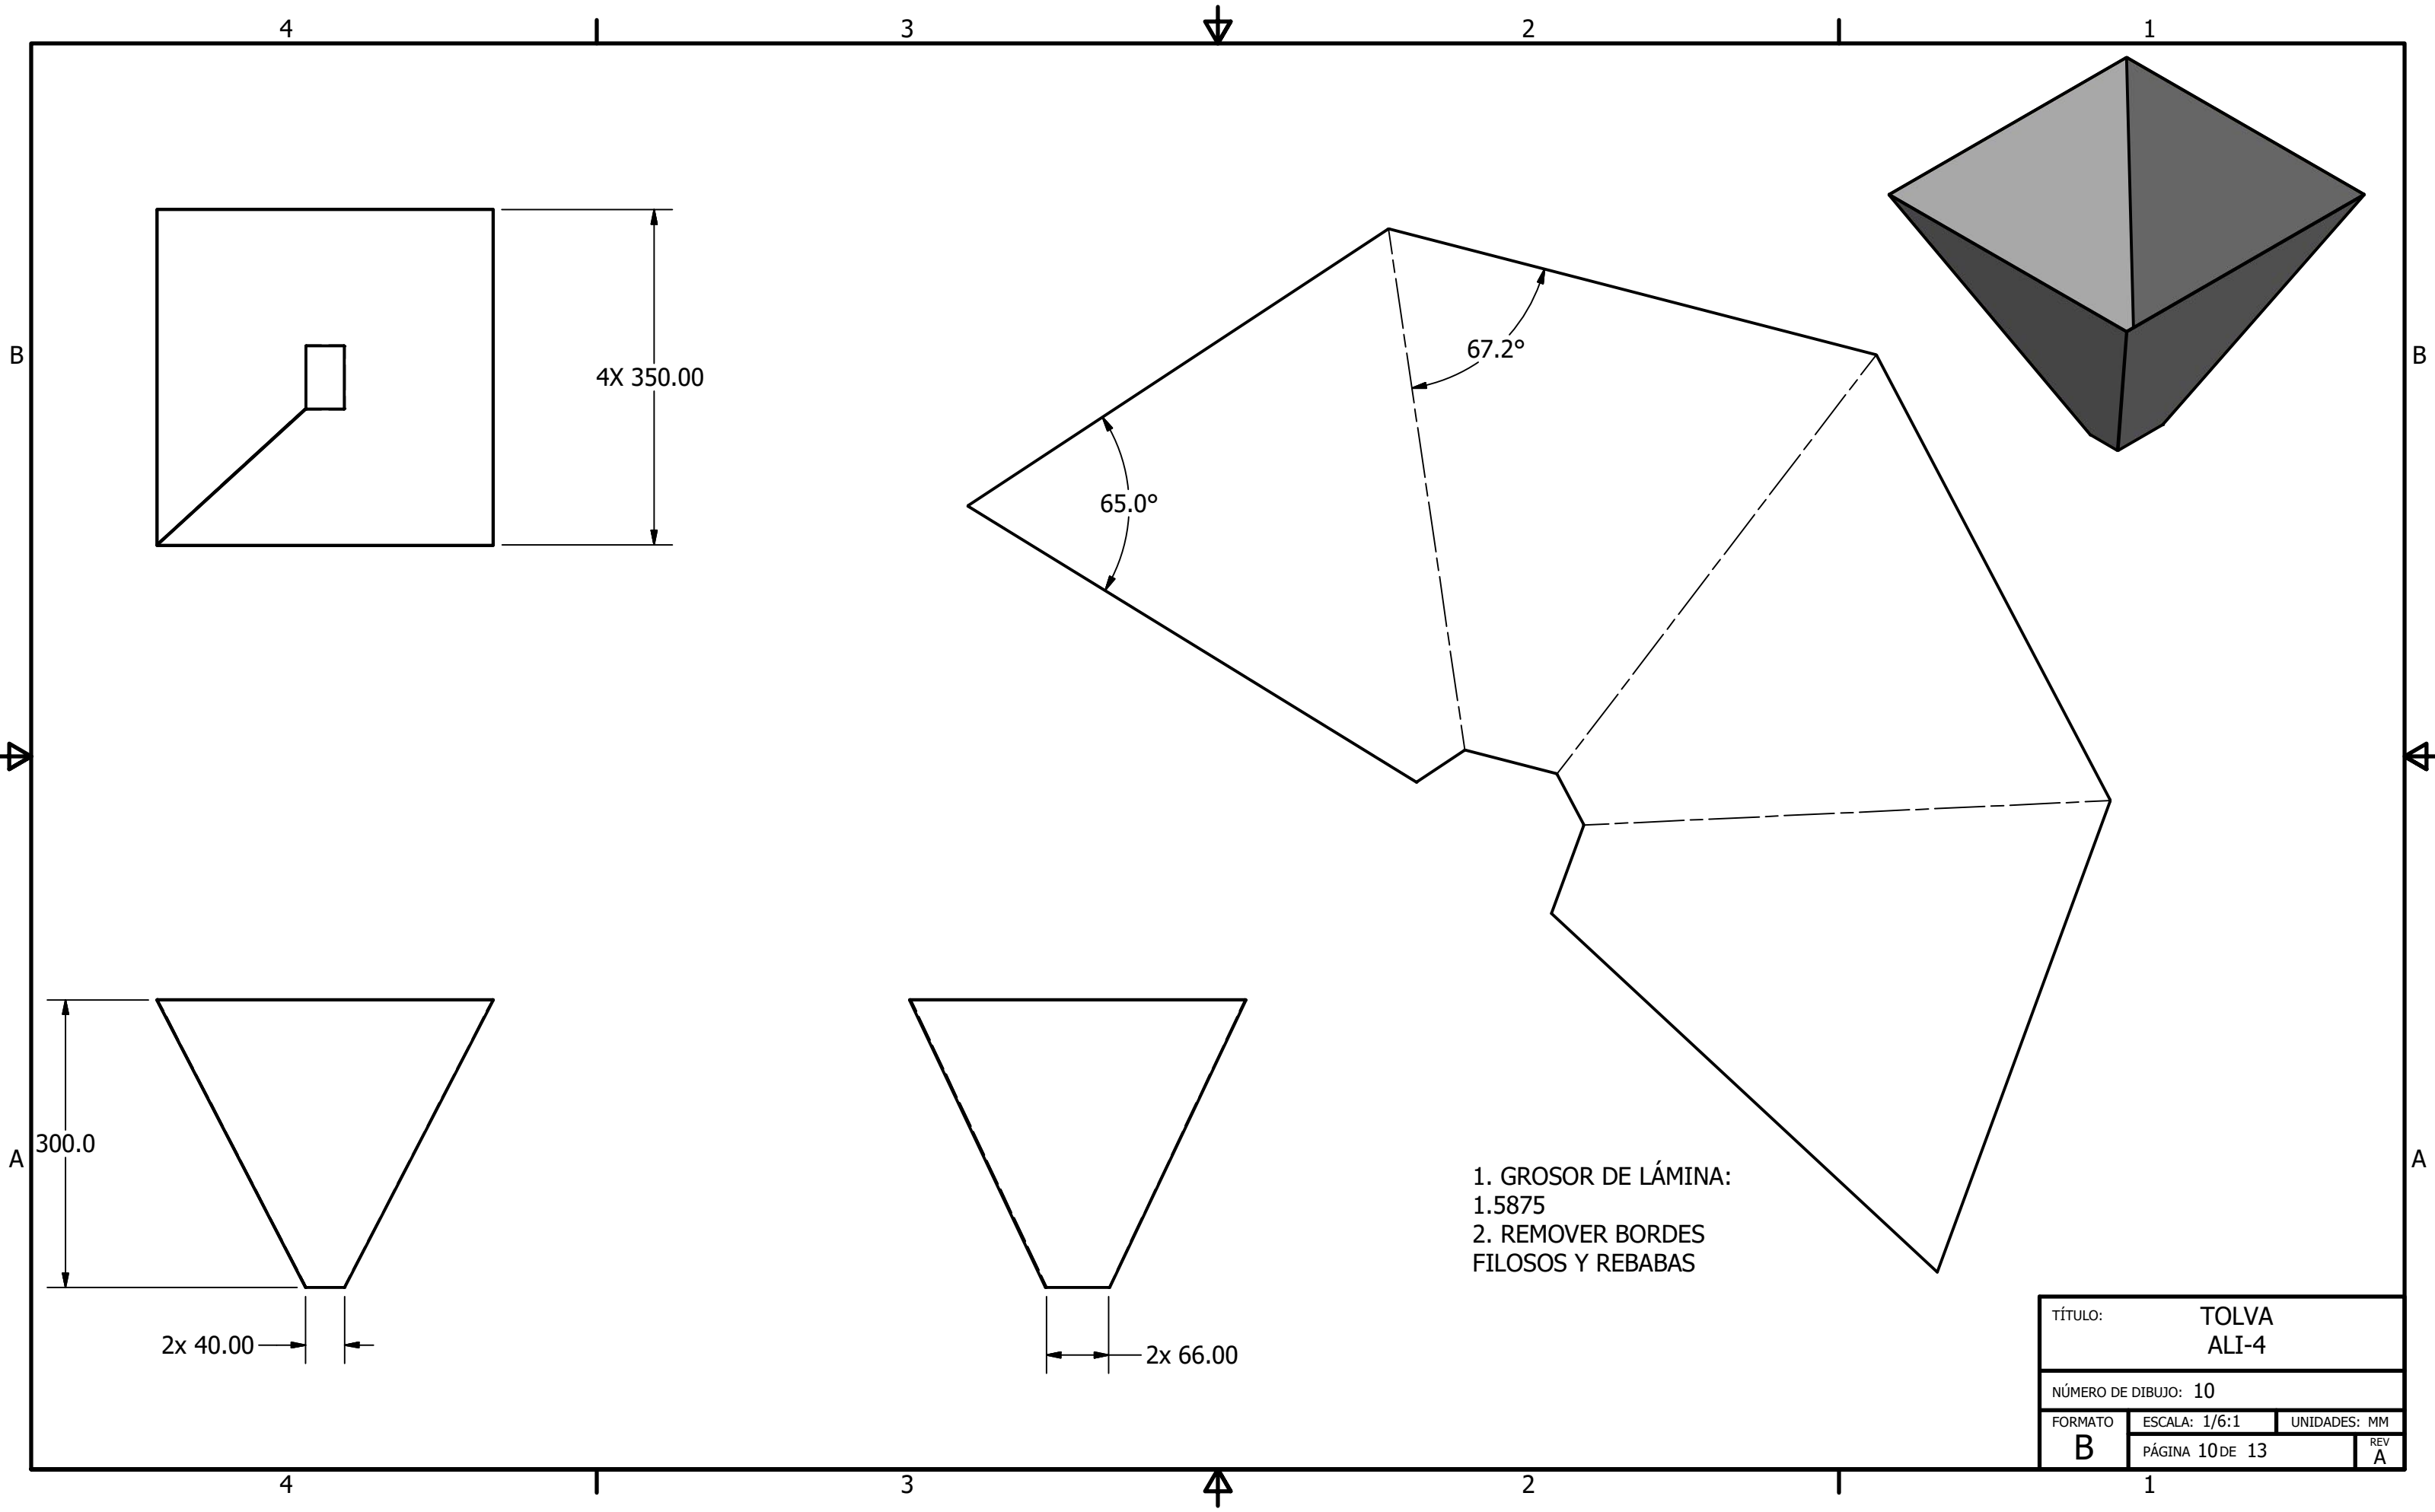 4 3 2 1
B B
4X 350.00
67.2°
65.0°
A A
300.0
2x 40.00
2x 66.00
1. GROSOR DE LÁMINA:
1.5875
2. REMOVER BORDES
FILOSOS Y REBABAS
TÍTULO: TOLVA
ALI-4
NÚMERO DE DIBUJO: 10
FORMATO ESCALA: 1/6:1 UNIDADES: MM
B PÁGINA 10 DE 13 REV
A
4 3 2 1